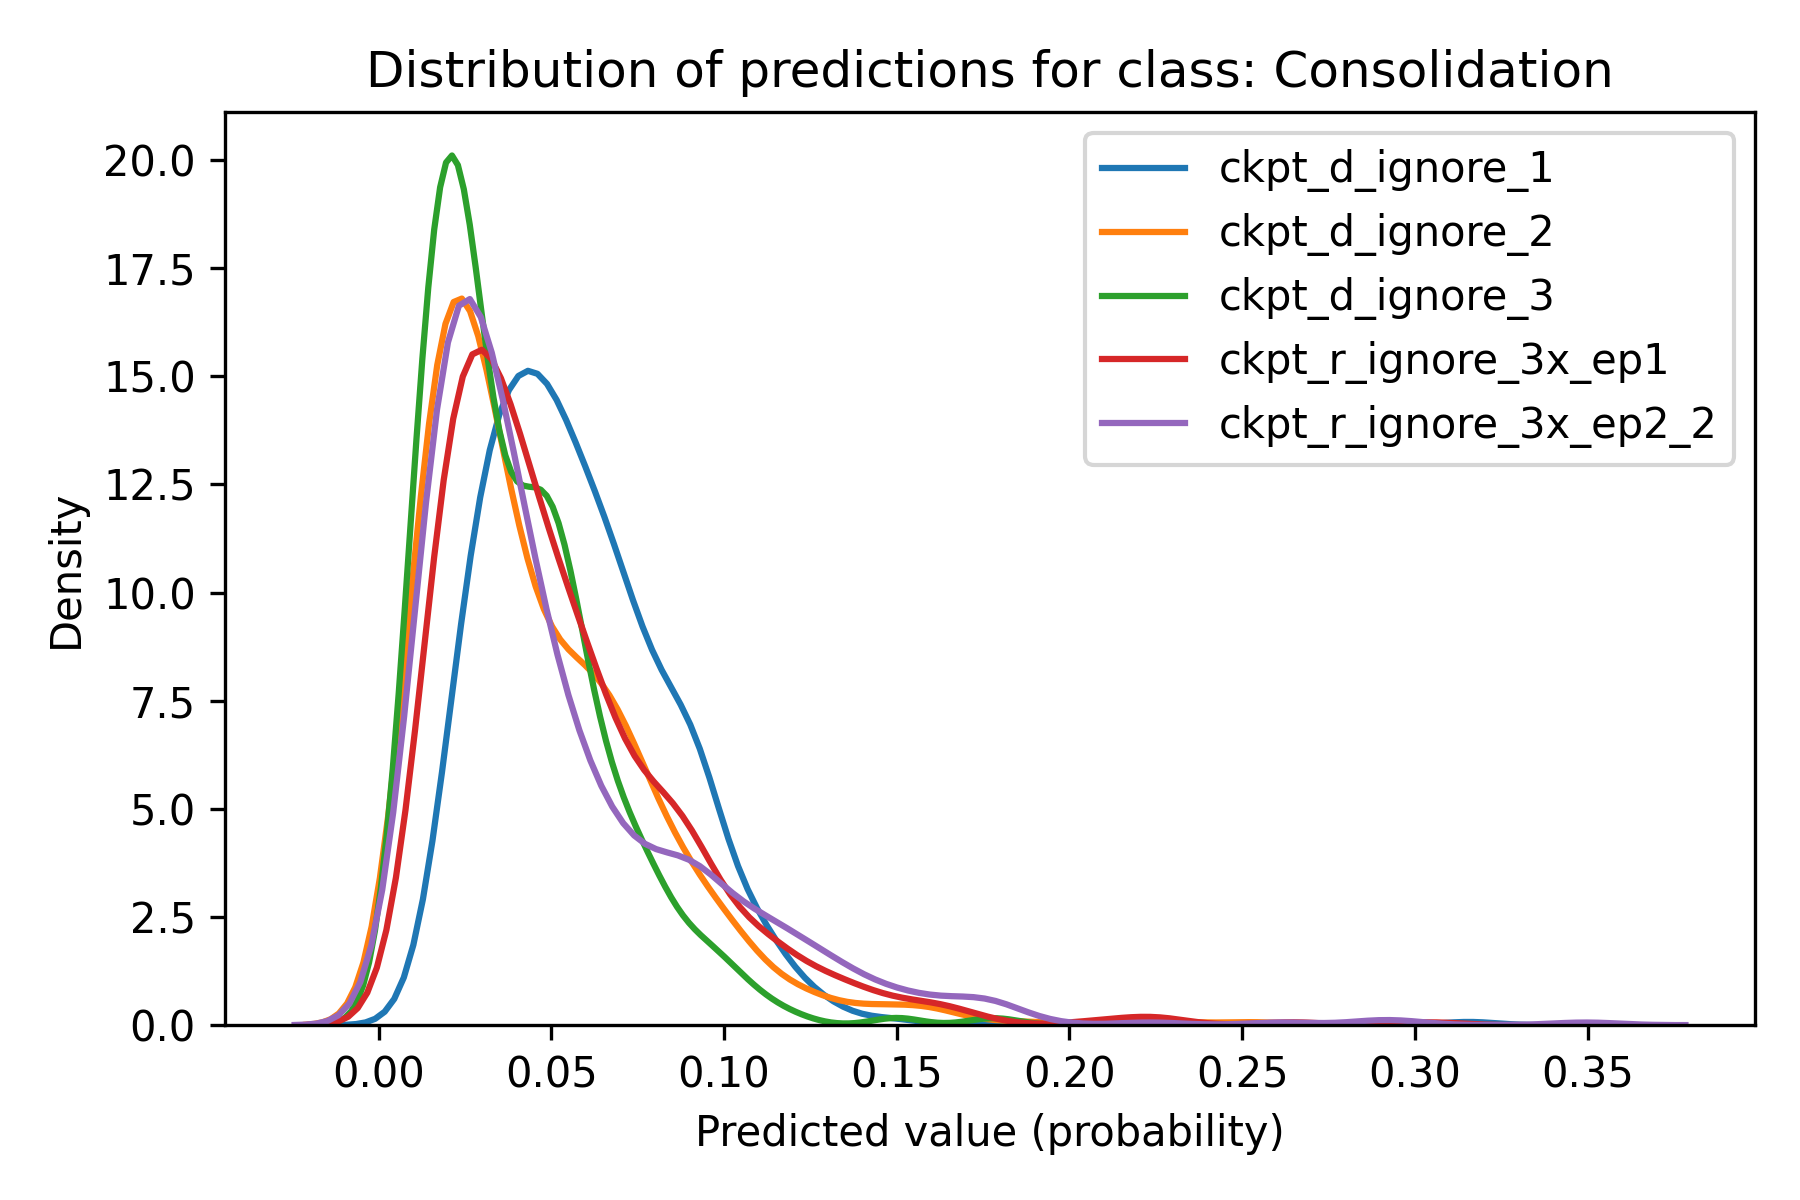 Distribution of predictions for class: Consolidation
20.0
17.5
15.0
12.5
10.0
7.5
5.0
2.5
0.0
Density
ckpt_d_ignore_1
ckpt_d_ignore_2
ckpt_d_ignore_3
ckpt_r_ignore_3x_ep1
ckpt_r_ignore_3x_ep2_2
0.00 0.05 0.10 0.15 0.20 0.25 0.30 0.35
Predicted value (probability)